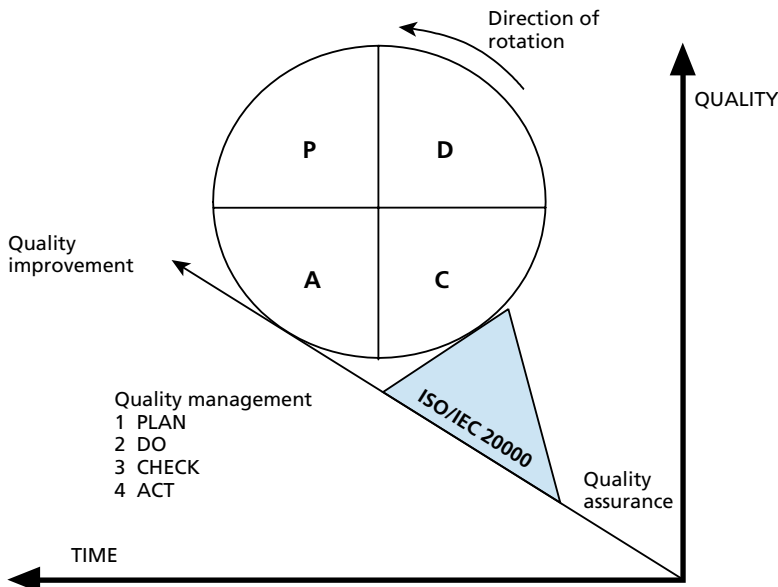 Direction of
rotation
QUALITY
P
D
Quality
improvement
A
C
Quality management
1 PLAN
2 DO
3 CHECK
4 ACT
ISO/IEC 20000
Quality
assurance
TIME